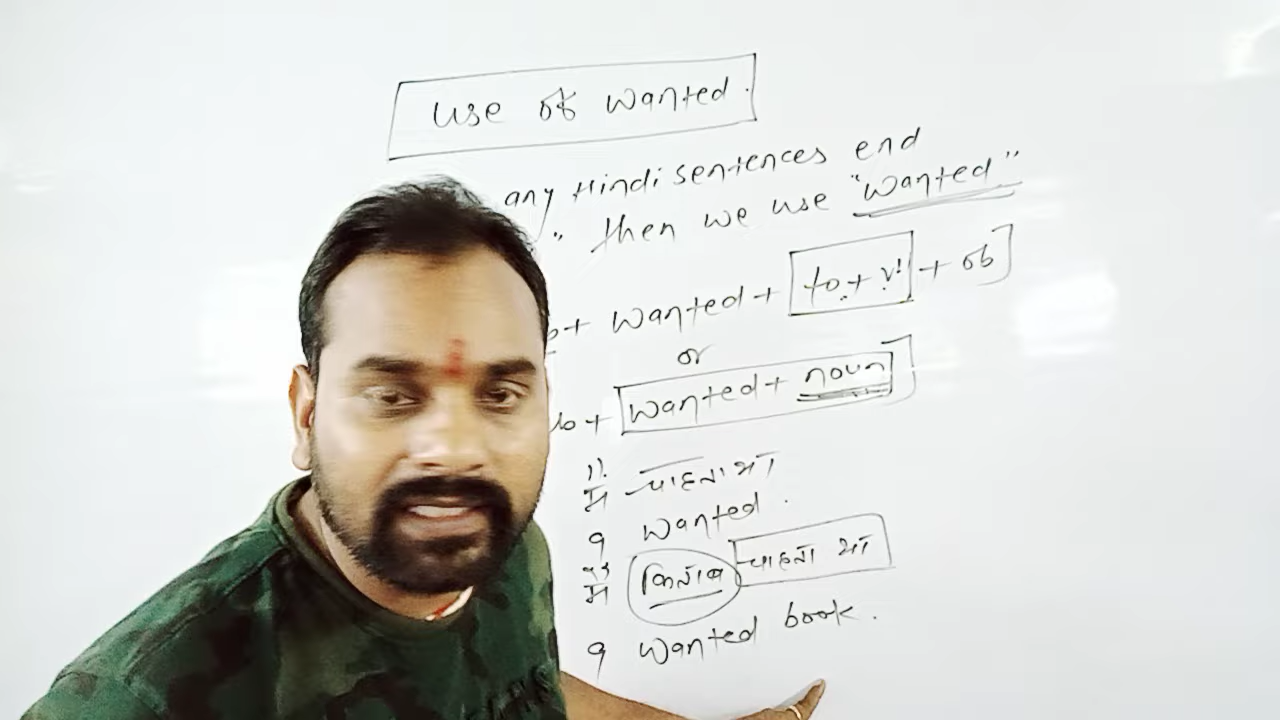 Use of Wanted.
any Hindi sentences end
" then we use "Wanted"
+ Wanted + to + v1 + ob]
or
+ Wanted + noun]
मैं चाहता था
I Wanted.
मैं किताब चाहता था
I Wanted book.